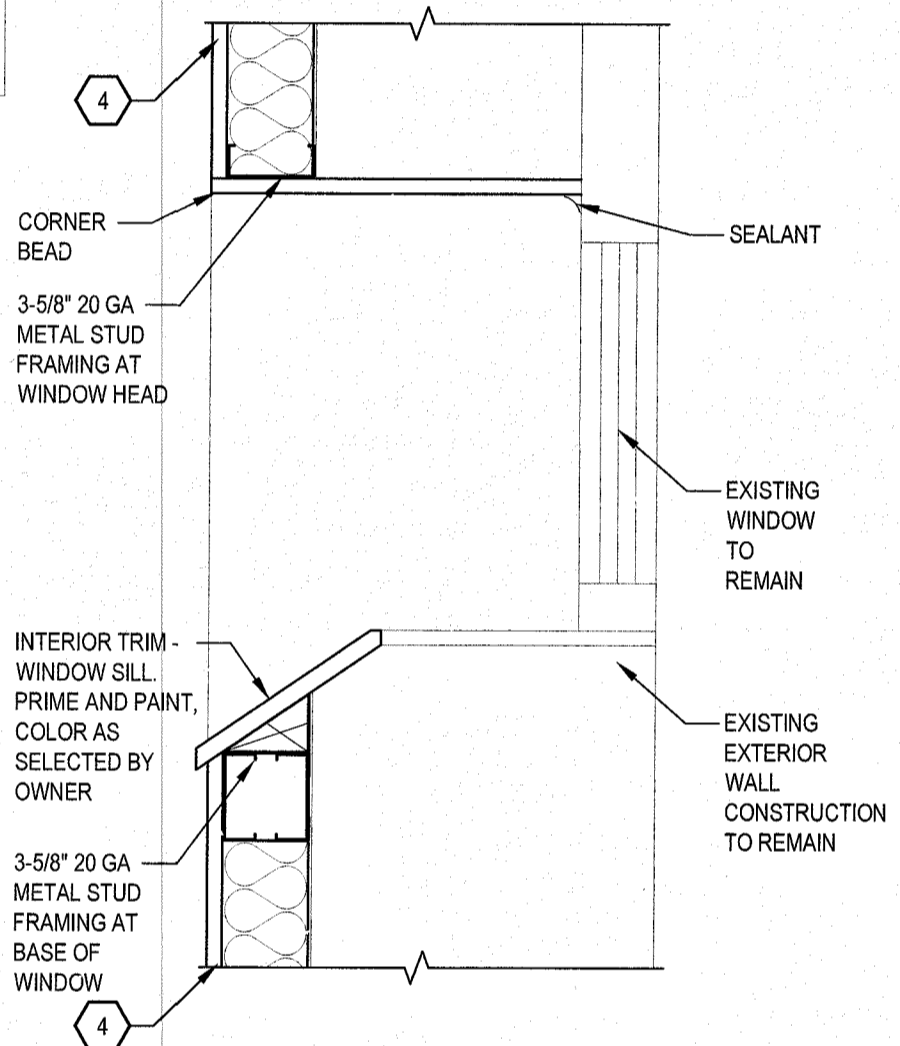 4
CORNER
BEAD
SEALANT
3-5/8" 20 GA
METAL STUD
FRAMING AT
WINDOW HEAD
EXISTING
WINDOW
TO
REMAIN
INTERIOR TRIM -
WINDOW SILL.
PRIME AND PAINT,
COLOR AS
SELECTED BY
OWNER
EXISTING
EXTERIOR
WALL
CONSTRUCTION
TO REMAIN
3-5/8" 20 GA
METAL STUD
FRAMING AT
BASE OF
WINDOW
4